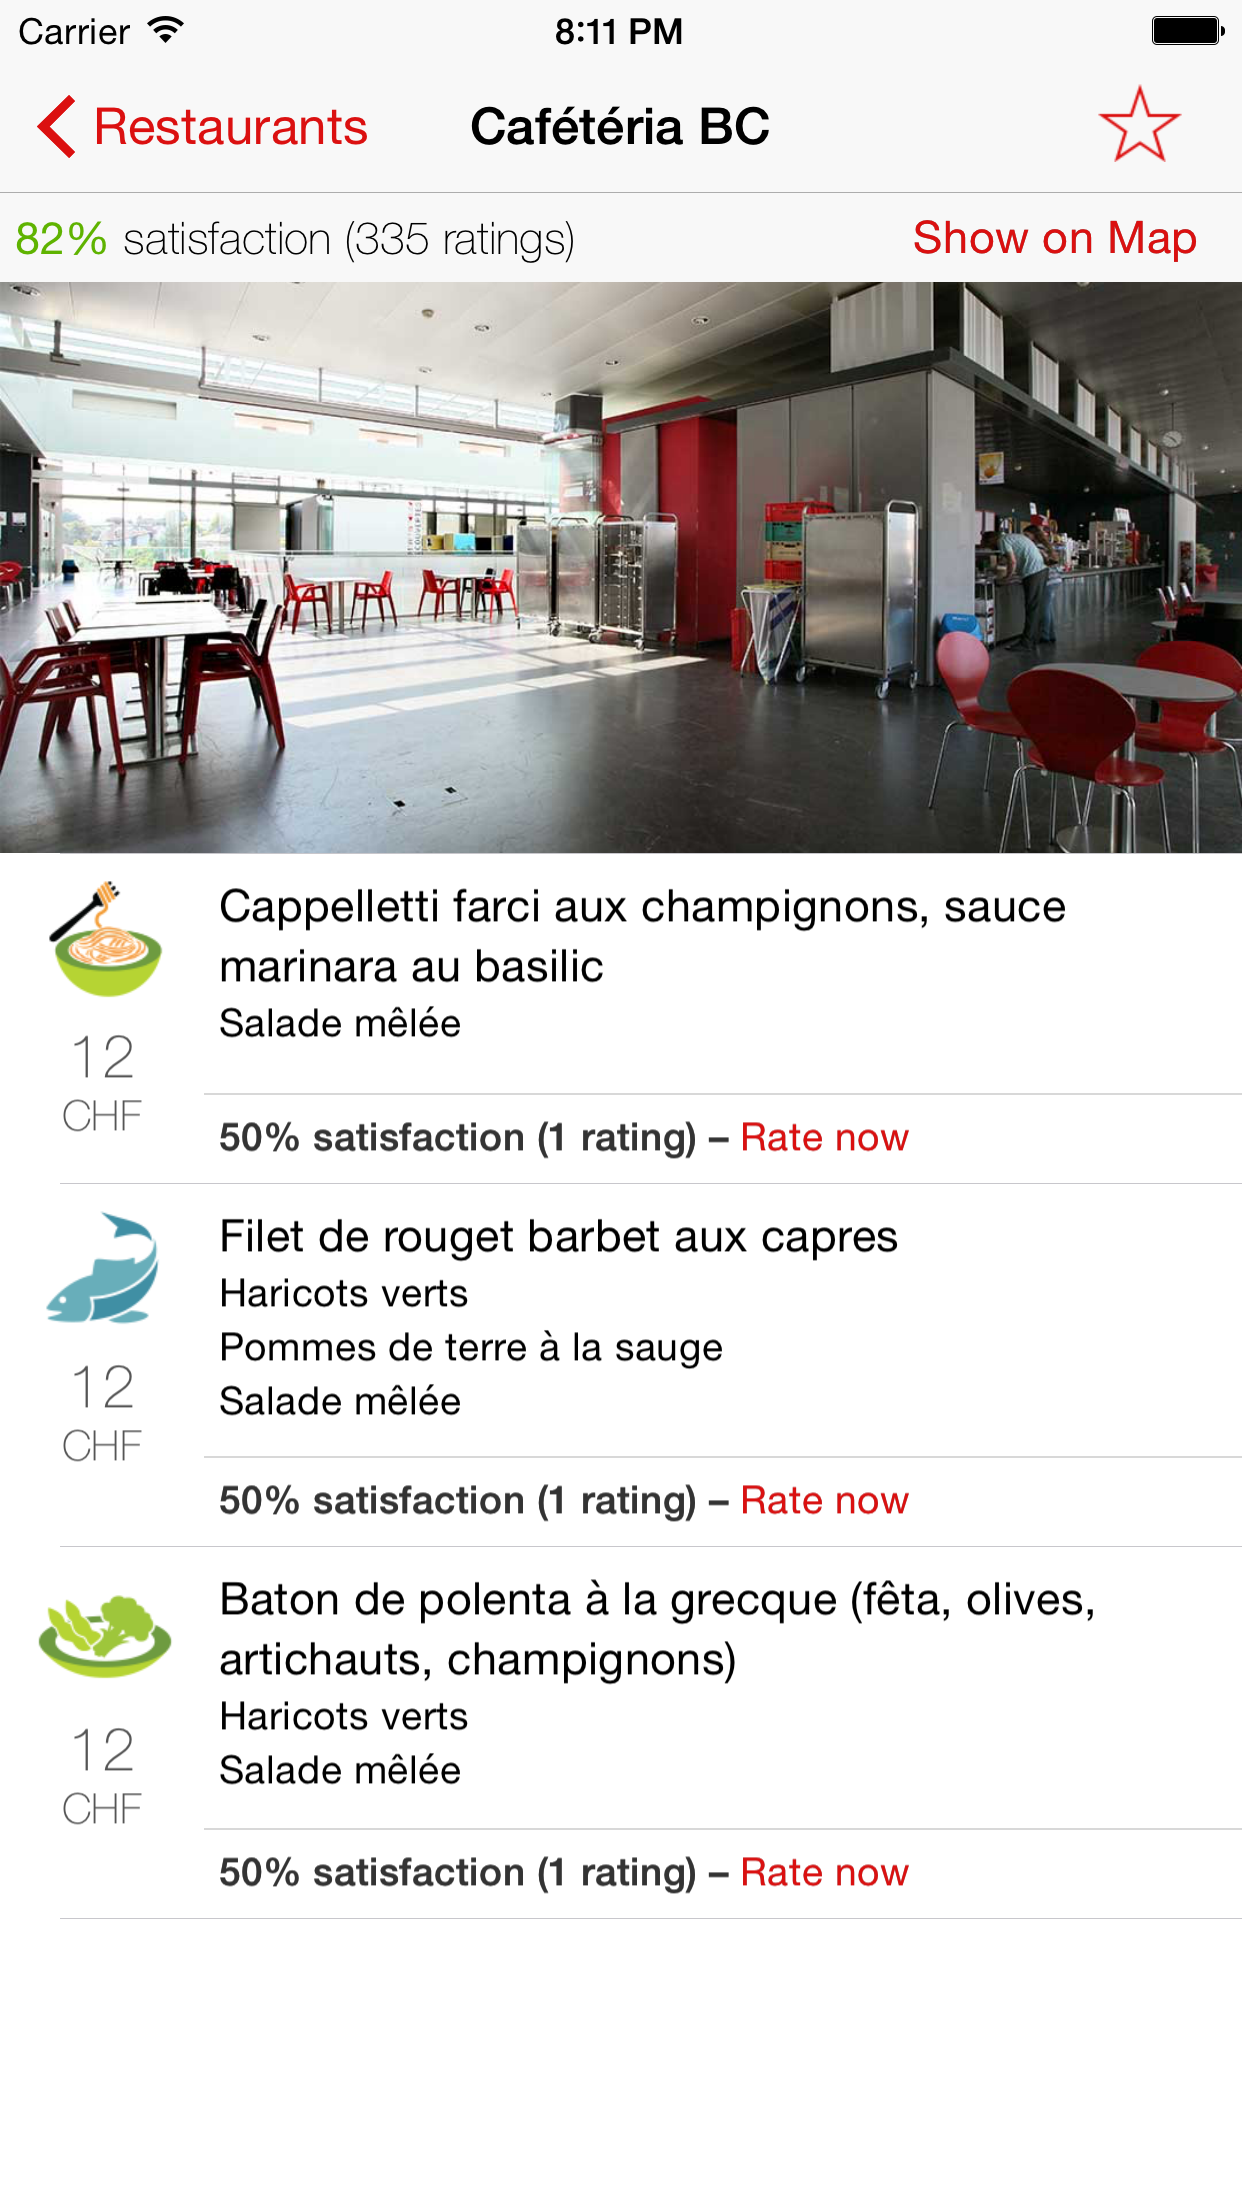 Carrier 8:11 PM
Restaurants Cafétéria BC
82% satisfaction (335 ratings) Show on Map
Cappelletti farci aux champignons, sauce
marinara au basilic
Salade mêlée
12
CHF
50% satisfaction (1 rating) – Rate now
Filet de rouget barbet aux capres
Haricots verts
Pommes de terre à la sauge
Salade mêlée
12
CHF
50% satisfaction (1 rating) – Rate now
Baton de polenta à la grecque (fêta, olives,
artichauts, champignons)
Haricots verts
Salade mêlée
12
CHF
50% satisfaction (1 rating) – Rate now